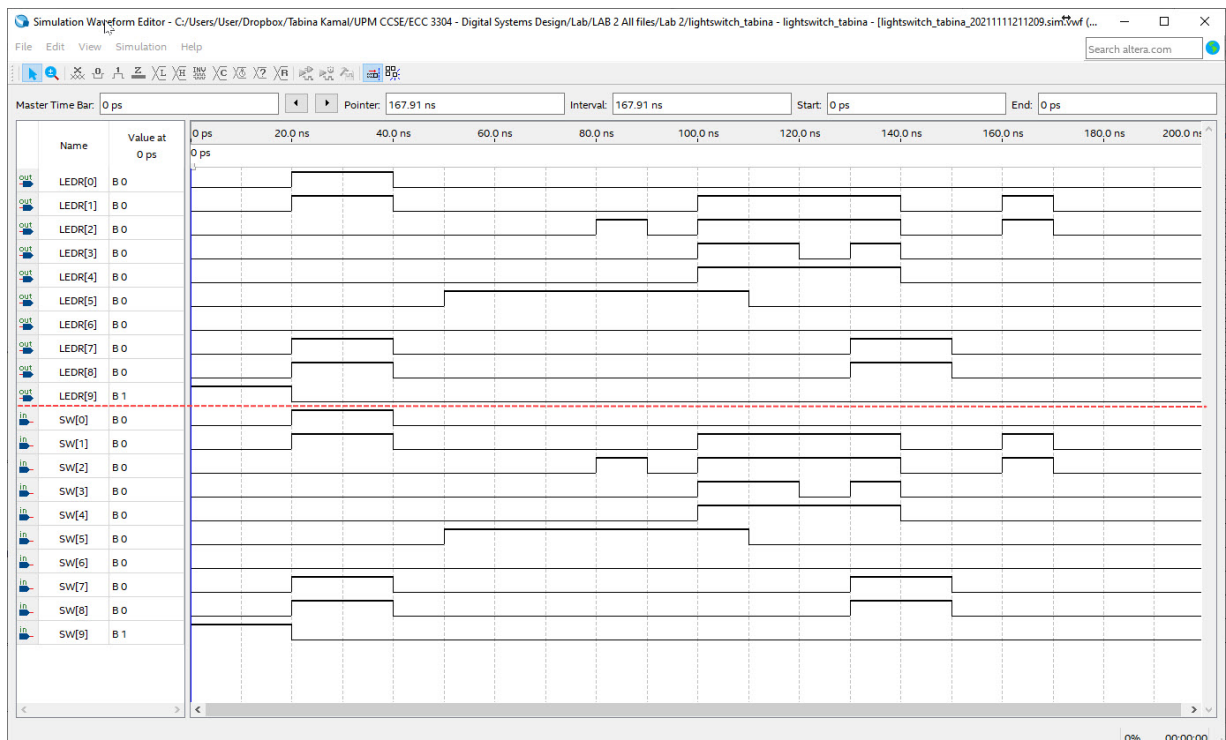 Simulation Waveform Editor - C:/Users/User/Dropbox/Tabina Kamal/UPM CCSE/ECC 3304 - Digital Systems Design/Lab/LAB 2 All files/Lab 2/lightswitch_tabina - lightswitch_tabina - [lightswitch_tabina_20211111211209.sim.vwf (...
File Edit View Simulation Help
Search altera.com
Master Time Bar: 0 ps Pointer: 167.91 ns Interval: 167.91 ns Start: 0 ps End: 0 ps
Name Value at 0 ps
0 ps 20.0 ns 40.0 ns 60.0 ns 80.0 ns 100.0 ns 120.0 ns 140.0 ns 160.0 ns 180.0 ns 200.0 ns
0 ps
out LEDR[0] B 0
out LEDR[1] B 0
out LEDR[2] B 0
out LEDR[3] B 0
out LEDR[4] B 0
out LEDR[5] B 0
out LEDR[6] B 0
out LEDR[7] B 0
out LEDR[8] B 0
out LEDR[9] B 1
in SW[0] B 0
in SW[1] B 0
in SW[2] B 0
in SW[3] B 0
in SW[4] B 0
in SW[5] B 0
in SW[6] B 0
in SW[7] B 0
in SW[8] B 0
in SW[9] B 1
0% 00:00:00